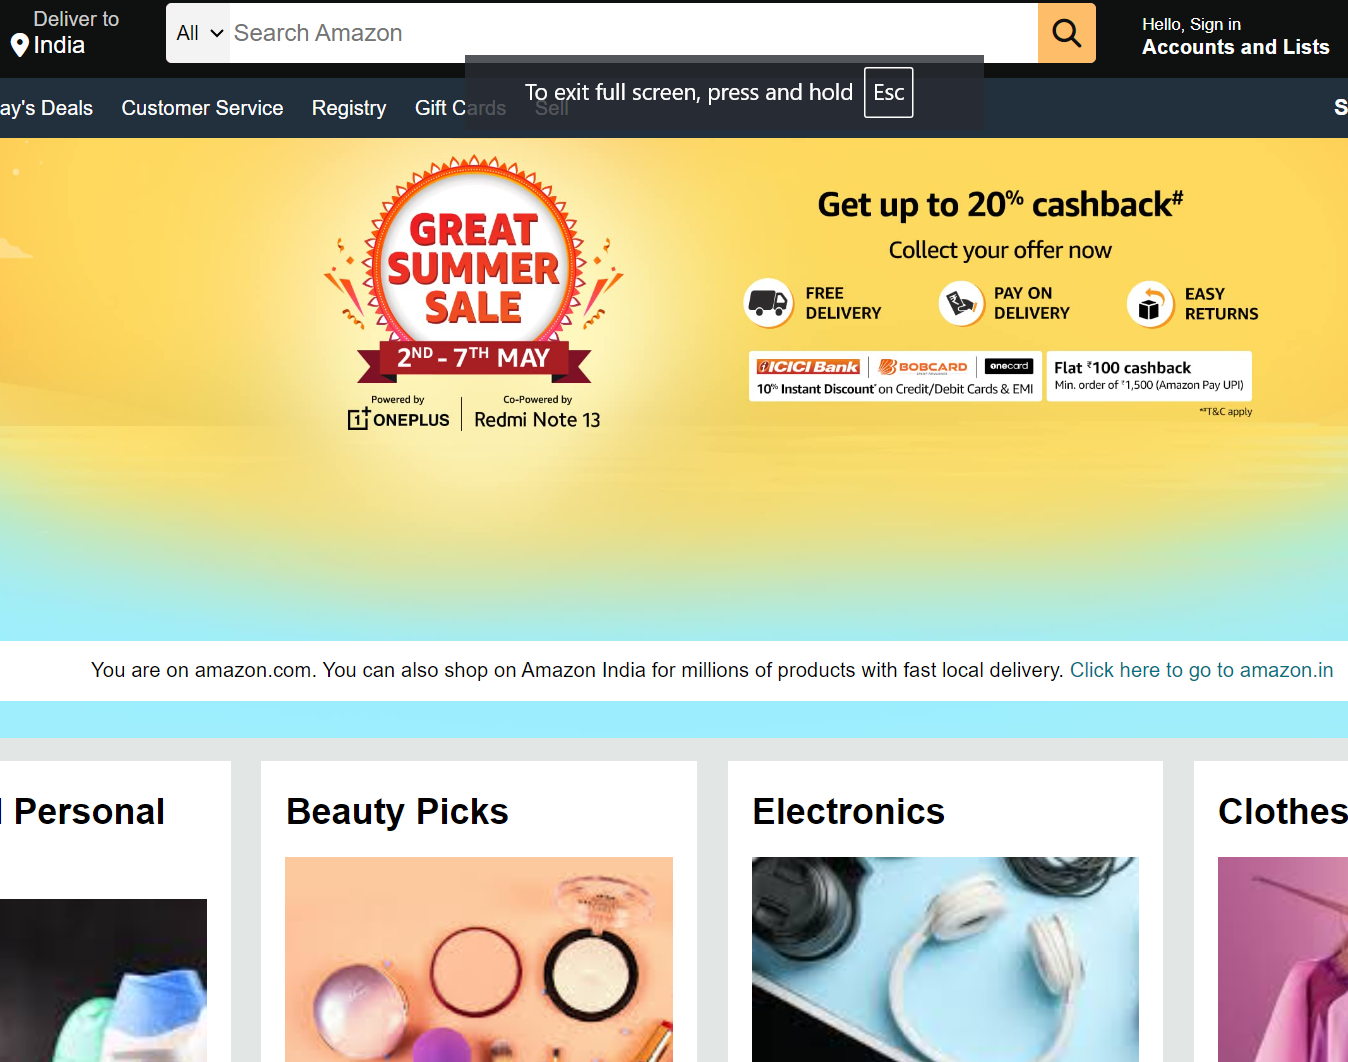 Deliver to
India
All
Search Amazon
Hello, Sign in
Accounts and Lists
To exit full screen, press and hold Esc
ay's Deals
Customer Service
Registry
Gift Cards
Sell
S
GREAT
SUMMER
SALE
2ND - 7TH MAY
Powered by
ONEPLUS
Co-Powered by
Redmi Note 13
Get up to 20% cashback#
Collect your offer now
FREE
DELIVERY
PAY ON
DELIVERY
EASY
RETURNS
ICICI Bank
BOBCARD
onecard
10% Instant Discount* on Credit/Debit Cards & EMI
Flat ₹100 cashback
Min. order of ₹1,500 (Amazon Pay UPI)
*#T&C apply
You are on amazon.com. You can also shop on Amazon India for millions of products with fast local delivery. Click here to go to amazon.in
Personal
Beauty Picks
Electronics
Clothes